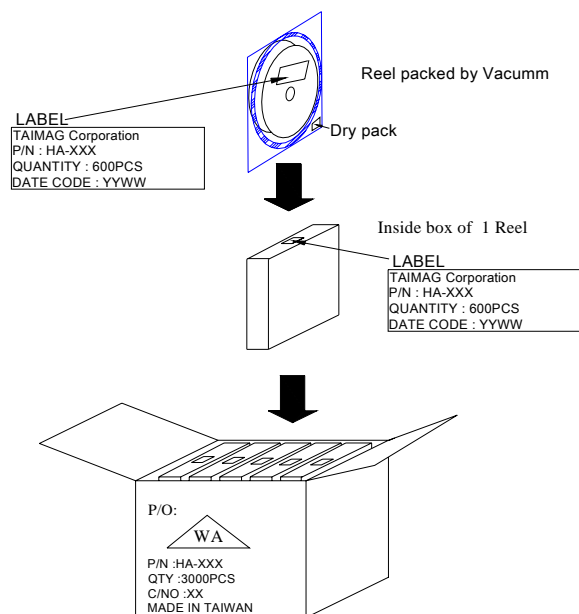 Reel packed by Vacumm
LABEL
TAIMAG Corporation
P/N : HA-XXX
QUANTITY : 600PCS
DATE CODE : YYWW
Dry pack
Inside box of 1 Reel
LABEL
TAIMAG Corporation
P/N : HA-XXX
QUANTITY : 600PCS
DATE CODE : YYWW
P/O:
WA
P/N :HA-XXX
QTY :3000PCS
C/NO :XX
MADE IN TAIWAN